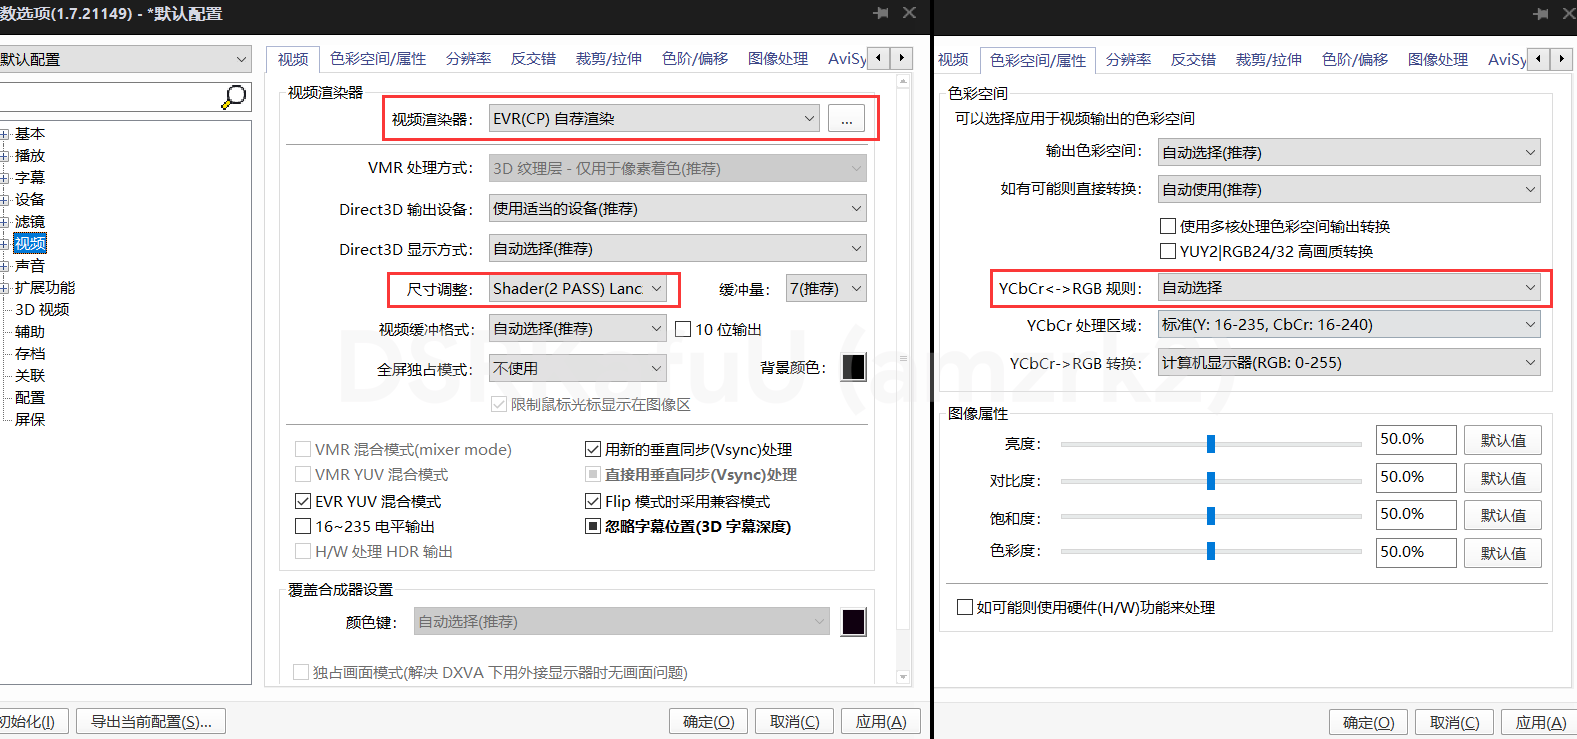 数选项(1.7.21149) - *默认配置
默认配置
基本
播放
字幕
设备
滤镜
视频
声音
扩展功能
3D 视频
辅助
存档
关联
配置
屏保
视频 色彩空间/属性 分辨率 反交错 裁剪/拉伸 色阶/偏移 图像处理 AviSy
视频渲染器
视频渲染器: EVR(CP) 自荐渲染 ...
VMR 处理方式: 3D 纹理层 - 仅用于像素着色(推荐)
Direct3D 输出设备: 使用适当的设备(推荐)
Direct3D 显示方式: 自动选择(推荐)
尺寸调整: Shader(2 PASS) Lanc 缓冲量: 7(推荐)
视频缓冲格式: 自动选择(推荐) 10 位输出
全屏独占模式: 不使用 背景颜色:
限制鼠标光标显示在图像区
VMR 混合模式(mixer mode) 用新的垂直同步(Vsync)处理
VMR YUV 混合模式 直接用垂直同步(Vsync)处理
EVR YUV 混合模式 Flip 模式时采用兼容模式
16~235 电平输出 忽略字幕位置(3D 字幕深度)
H/W 处理 HDR 输出
覆盖合成器设置
颜色键: 自动选择(推荐)
独占画面模式(解决 DXVA 下用外接显示器时无画面问题)
初始化(I) 导出当前配置(S)... 确定(O) 取消(C) 应用(A)
视频 色彩空间/属性 分辨率 反交错 裁剪/拉伸 色阶/偏移 图像处理 AviSy
色彩空间
可以选择应用于视频输出的色彩空间
输出色彩空间: 自动选择(推荐)
如有可能则直接转换: 自动使用(推荐)
使用多核处理色彩空间输出转换
YUY2|RGB24/32 高画质转换
YCbCr<->RGB 规则: 自动选择
YCbCr 处理区域: 标准(Y: 16-235, CbCr: 16-240)
YCbCr->RGB 转换: 计算机显示器(RGB: 0-255)
图像属性
亮度: 50.0% 默认值
对比度: 50.0% 默认值
饱和度: 50.0% 默认值
色彩度: 50.0% 默认值
如可能则使用硬件(H/W)功能来处理
确定(O) 取消(C) 应用(A)